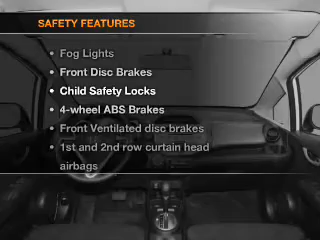 SAFETY FEATURES
• Fog Lights
• Front Disc Brakes
• Child Safety Locks
• 4-wheel ABS Brakes
• Front Ventilated disc brakes
• 1st and 2nd row curtain head
airbags